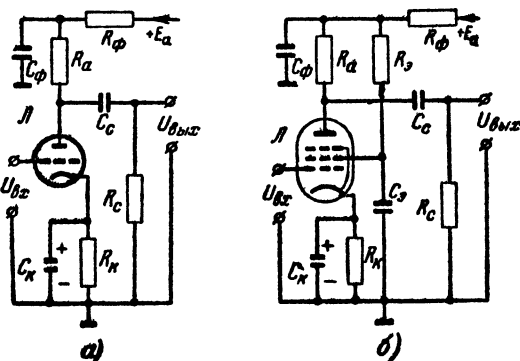 Rф
+Eа
Cф
Rа
Cс
Л
Uвых
Uвх
Rс
Cк
+
−
Rк
а)
Rф
+Eа
Cф
Rа
Rэ
Cс
Л
Uвых
Uвх
Cэ
Rс
Cк
+
−
Rк
б)